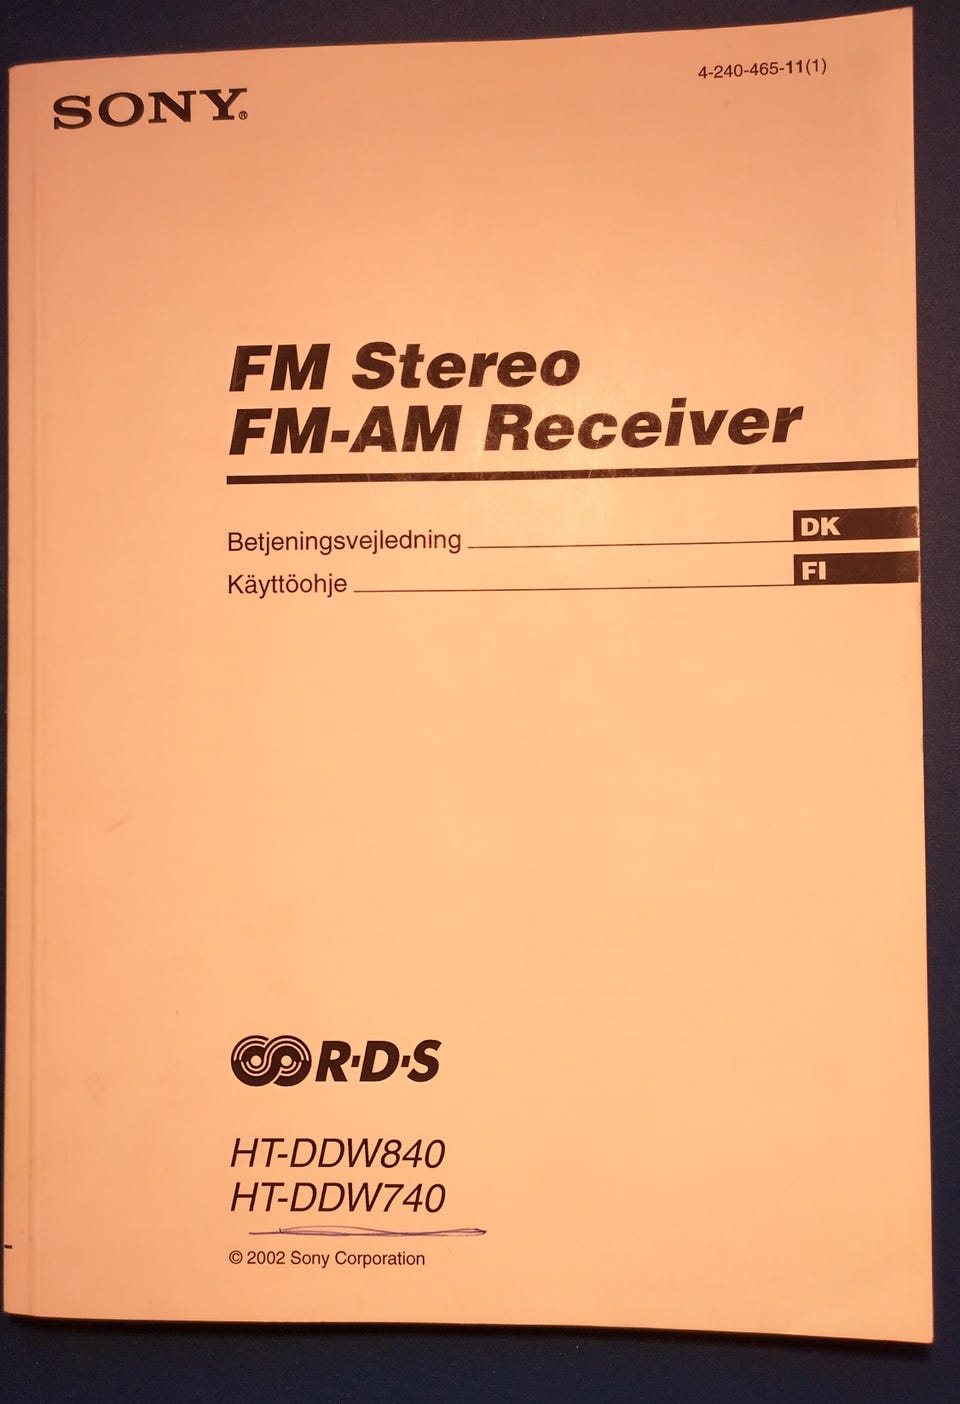 SONY®
4-240-465-11(1)
FM Stereo
FM-AM Receiver
Betjeningsvejledning DK
Käyttöohje FI
R·D·S
HT-DDW840
HT-DDW740
© 2002 Sony Corporation